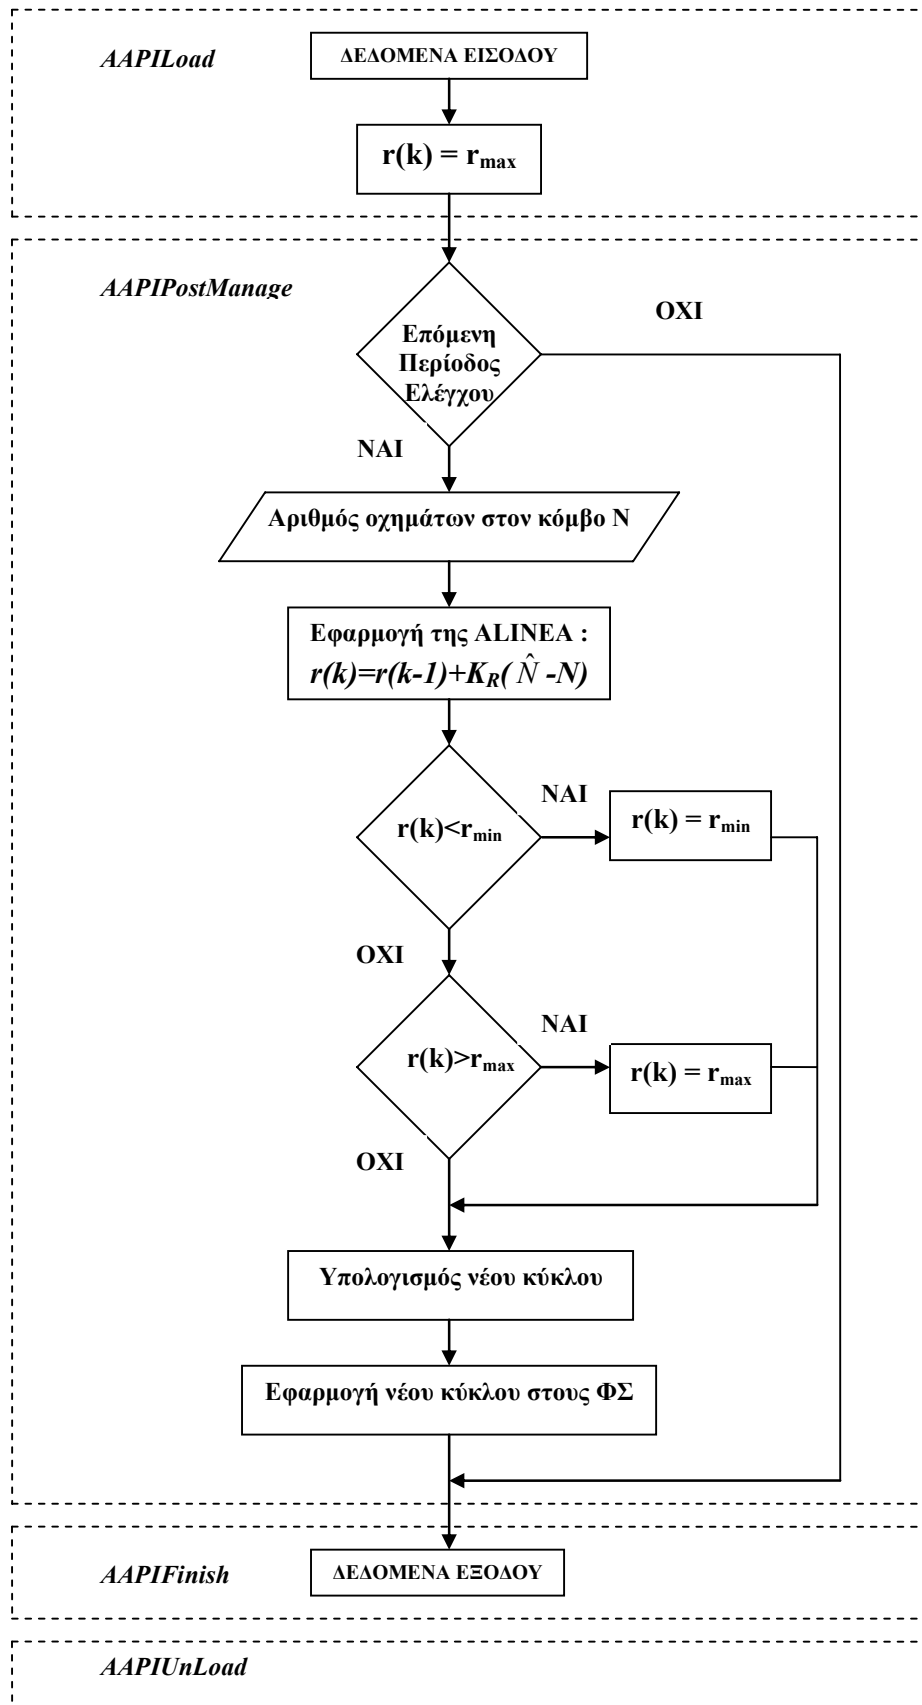 AAPILoad
ΔΕΔΟΜΕΝΑ ΕΙΣΟΔΟΥ
r(k) = rmax
AAPIPostManage
ΟΧΙ
Επόμενη
Περίοδος
Ελέγχου
ΝΑΙ
Αριθμός οχημάτων στον κόμβο Ν
Εφαρμογή της ALINEA :
r(k)=r(k-1)+KR( N̂ -N)
ΝΑΙ
r(k)<rmin
r(k) = rmin
ΟΧΙ
ΝΑΙ
r(k)>rmax
r(k) = rmax
ΟΧΙ
Υπολογισμός νέου κύκλου
Εφαρμογή νέου κύκλου στους ΦΣ
AAPIFinish
ΔΕΔΟΜΕΝΑ ΕΞΟΔΟΥ
AAPIUnLoad